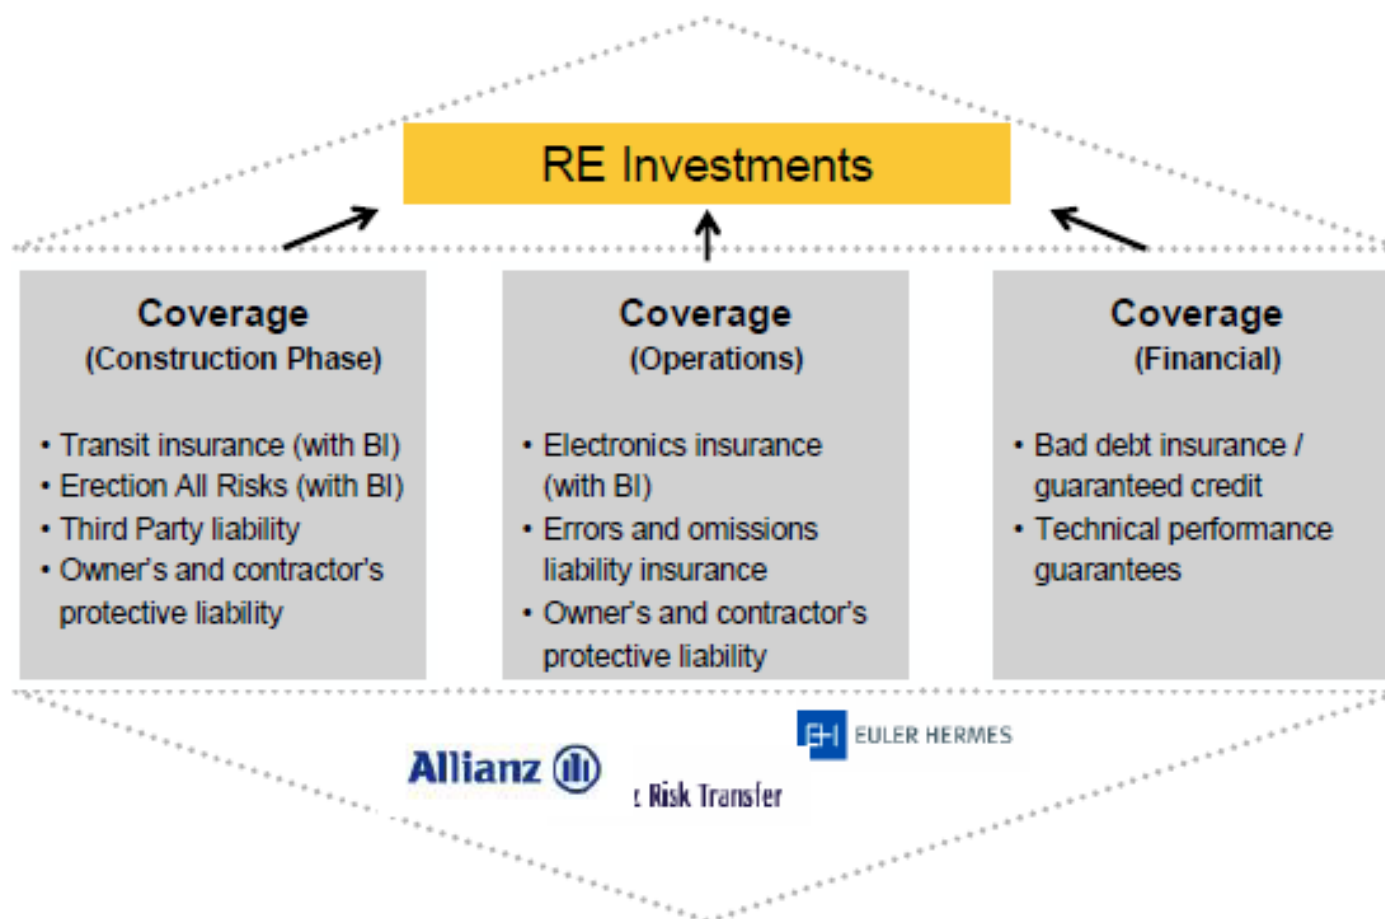 RE Investments
Coverage
(Construction Phase)
• Transit insurance (with BI)
• Erection All Risks (with BI)
• Third Party liability
• Owner's and contractor's
protective liability
Coverage
(Operations)
• Electronics insurance
(with BI)
• Errors and omissions
liability insurance
• Owner's and contractor's
protective liability
Coverage
(Financial)
• Bad debt insurance /
guaranteed credit
• Technical performance
guarantees
EHI EULER HERMES
Allianz
z Risk Transfer